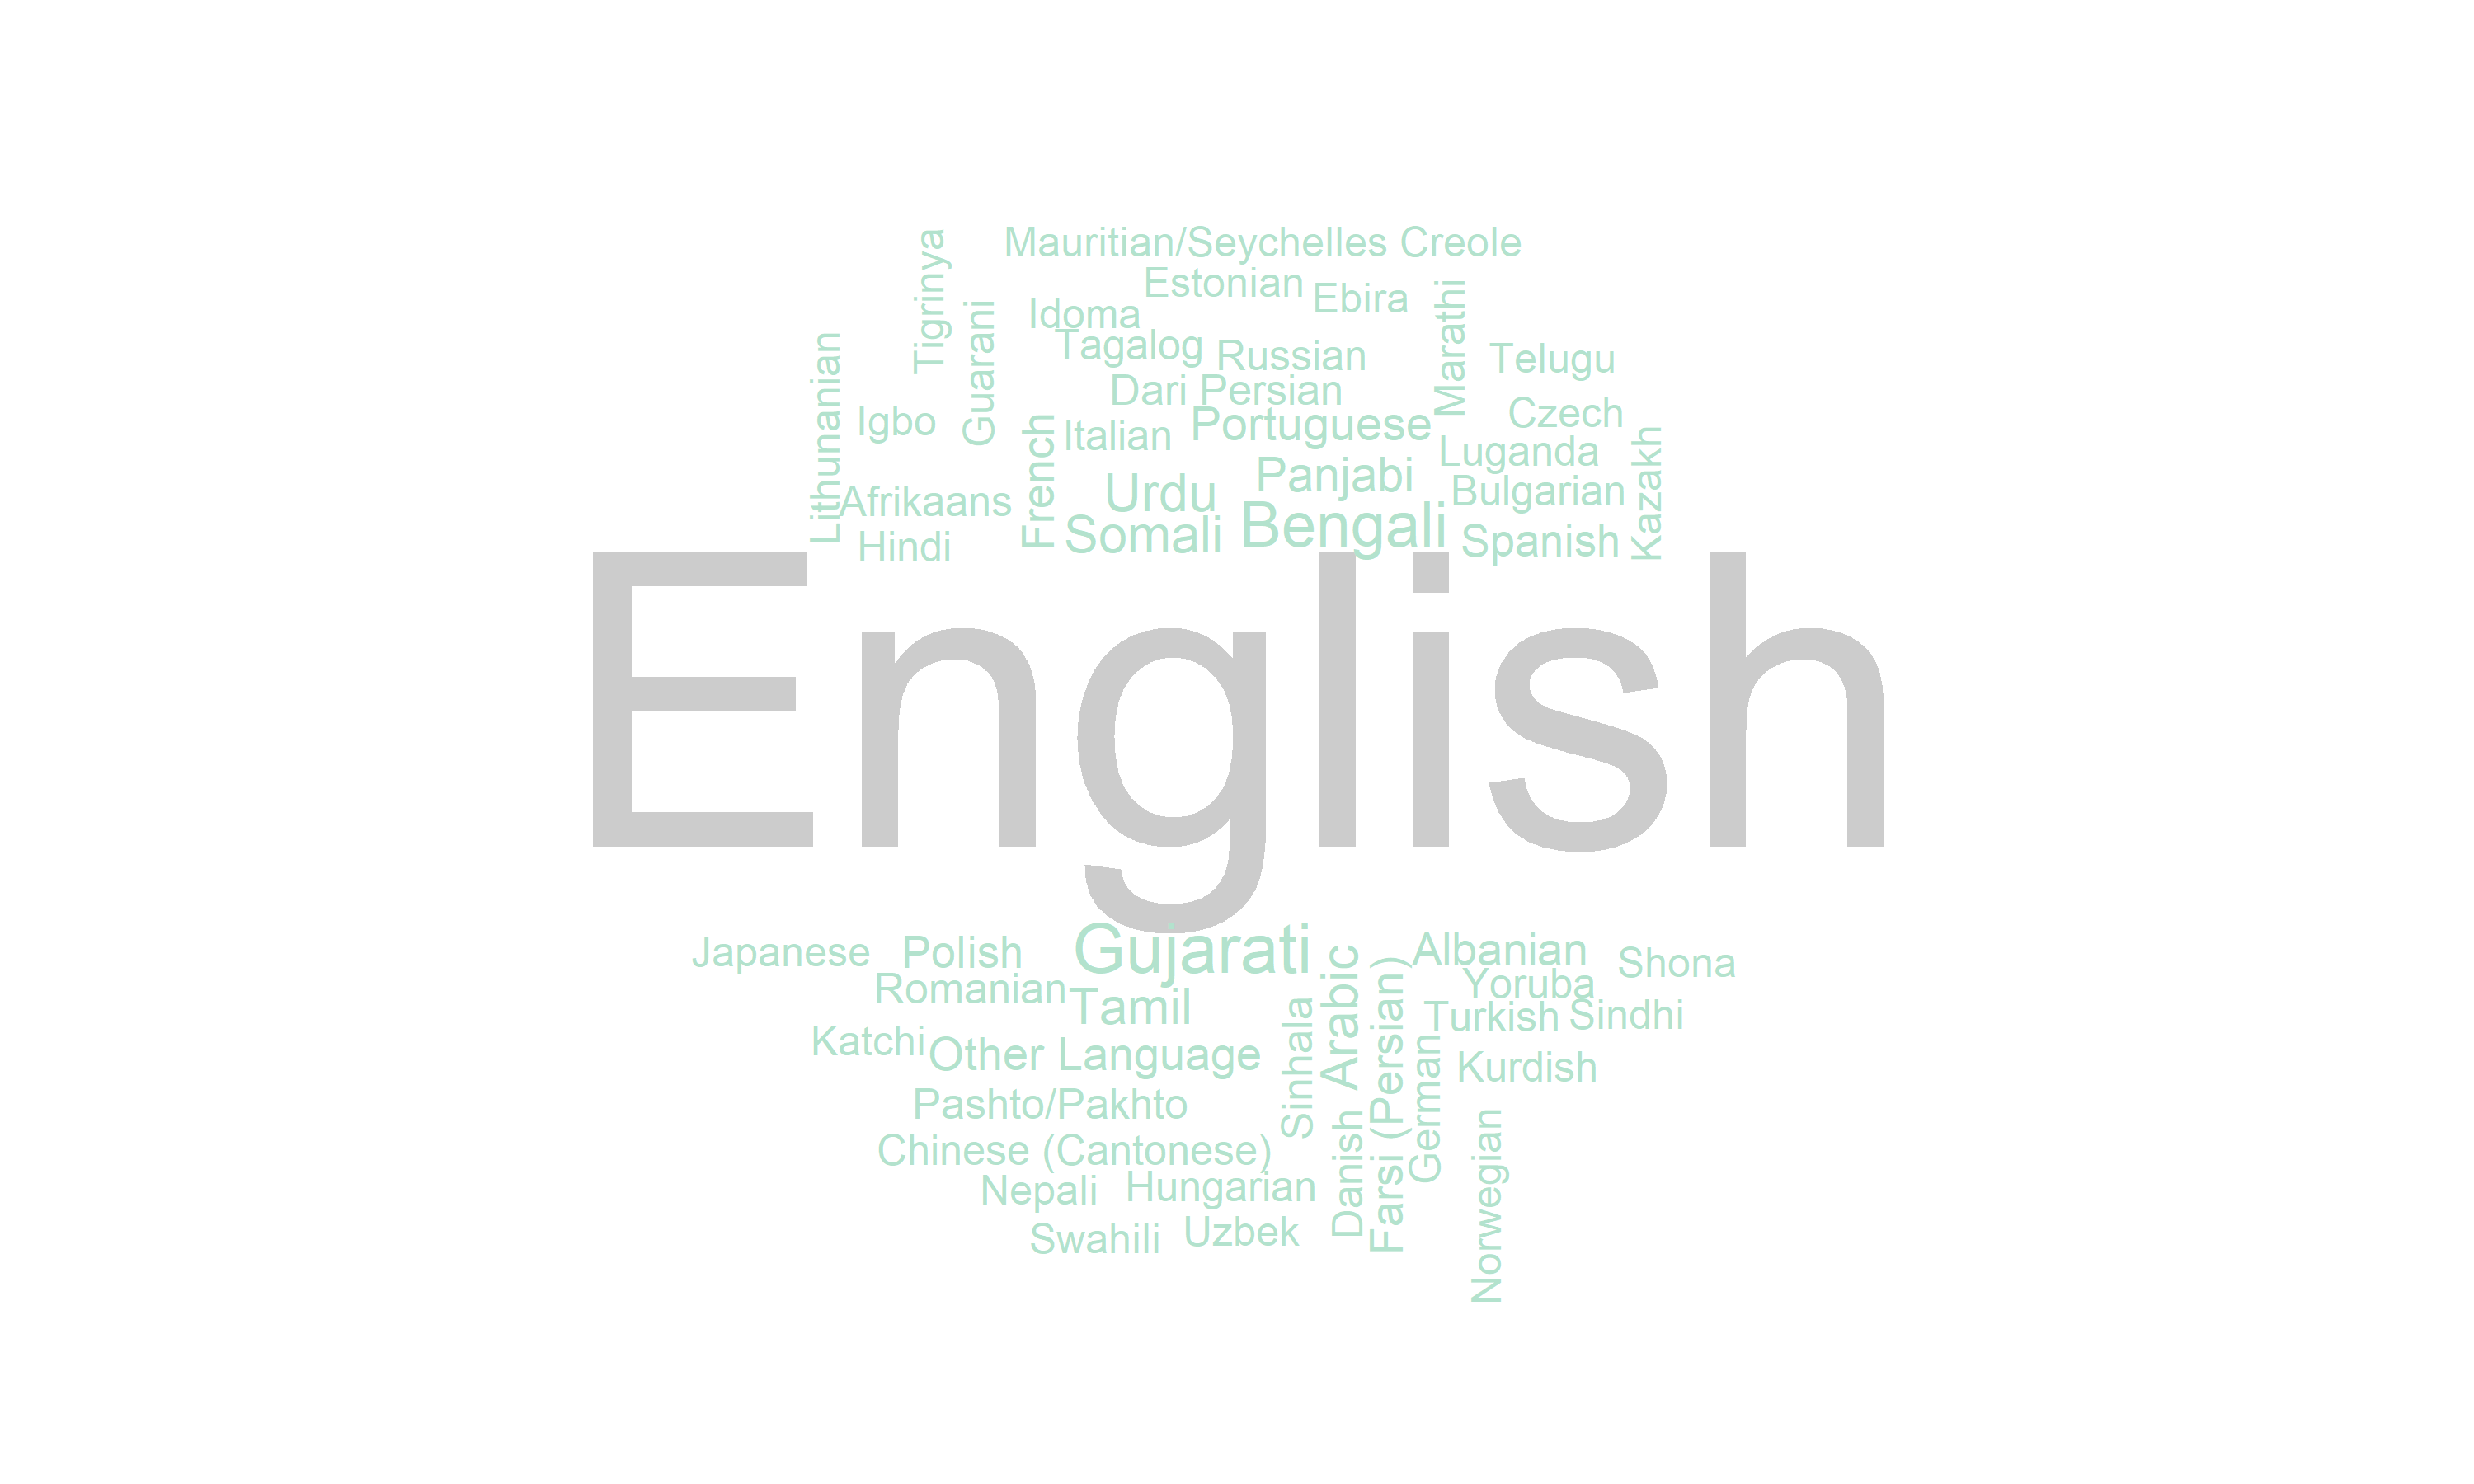 Mauritian/Seychelles Creole
Tigrinya
Estonian
Ebira
Marathi
Idoma
Guarani
Tagalog
Russian
Telugu
Lithunanian
Dari Persian
Igbo
Portuguese
Czech
French
Italian
Luganda
Kazakh
Panjabi
Afrikaans
Urdu
Bulgarian
Hindi
Somali
Bengali
Spanish
English
Japanese
Polish
Gujarati
Albanian
Shona
Arabic
Farsi (Persian)
Romanian
Tamil
Yoruba
Sinhala
Turkish
Sindhi
Katchi
Other Language
German
Kurdish
Pashto/Pakhto
Danish
Chinese (Cantonese)
Norwegian
Nepali
Hungarian
Swahili
Uzbek